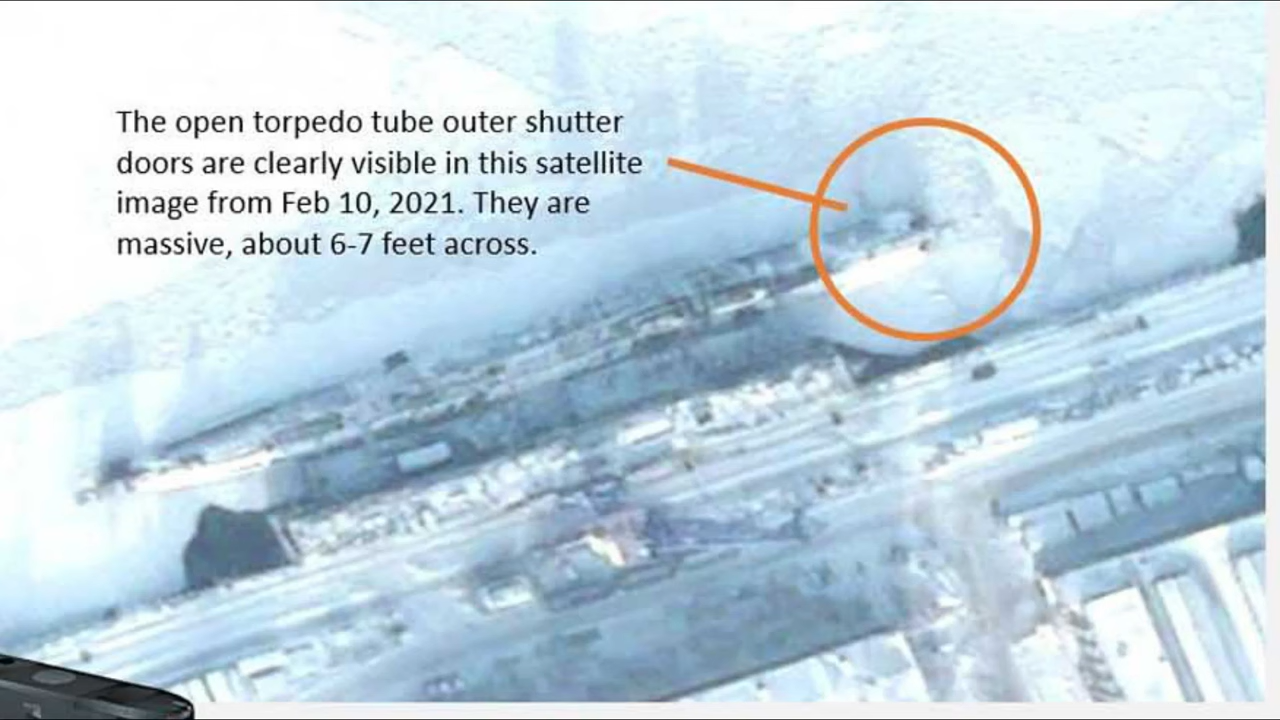 The open torpedo tube outer shutter
doors are clearly visible in this satellite
image from Feb 10, 2021. They are
massive, about 6-7 feet across.